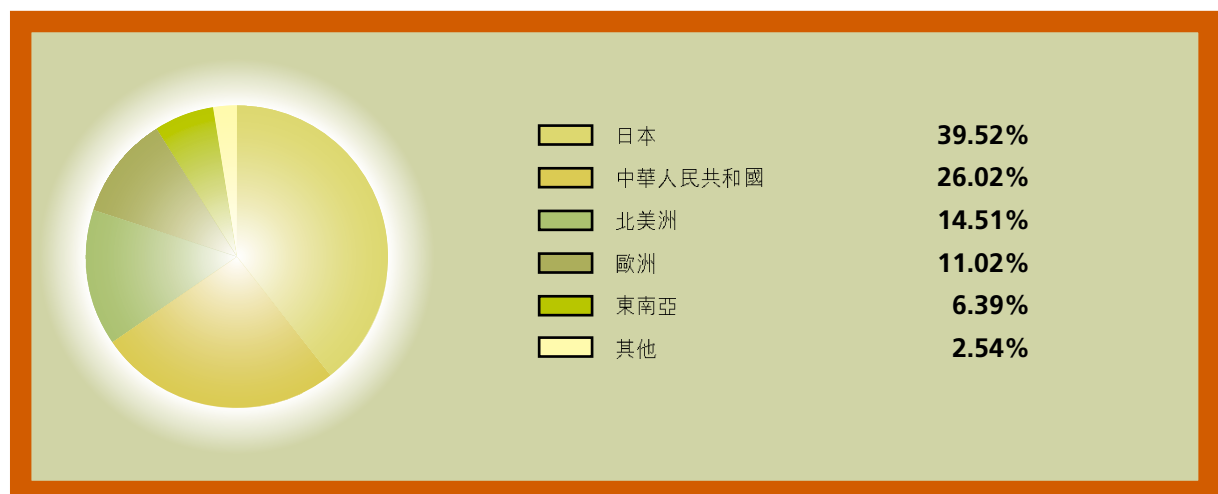 日本 39.52%
中華人民共和國 26.02%
北美洲 14.51%
歐洲 11.02%
東南亞 6.39%
其他 2.54%